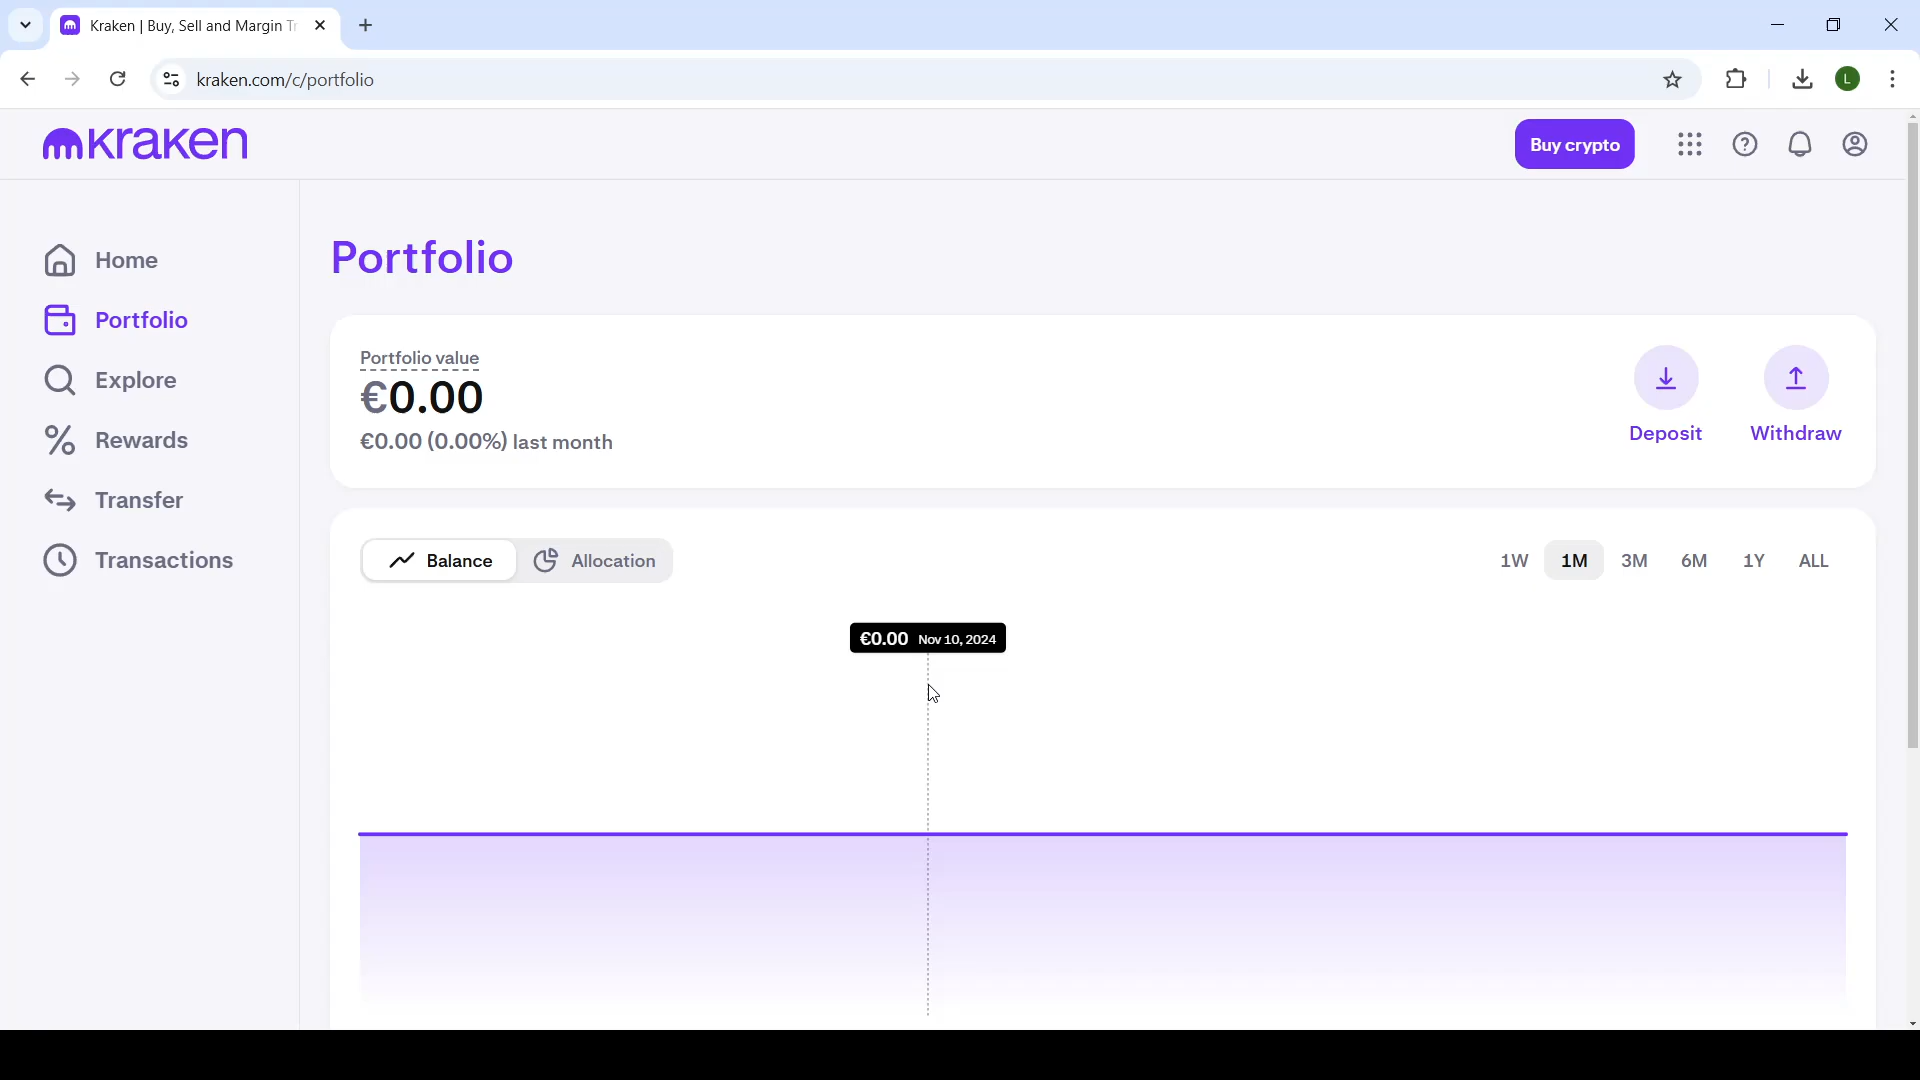 Kraken | Buy, Sell and Margin Tr
kraken.com/c/portfolio
L
kraken
Buy crypto
Home
Portfolio
Explore
Rewards
Transfer
Transactions
Portfolio
Portfolio value
€0.00
€0.00 (0.00%) last month
Deposit
Withdraw
Balance
Allocation
1W 1M 3M 6M 1Y ALL
€0.00 Nov 10, 2024